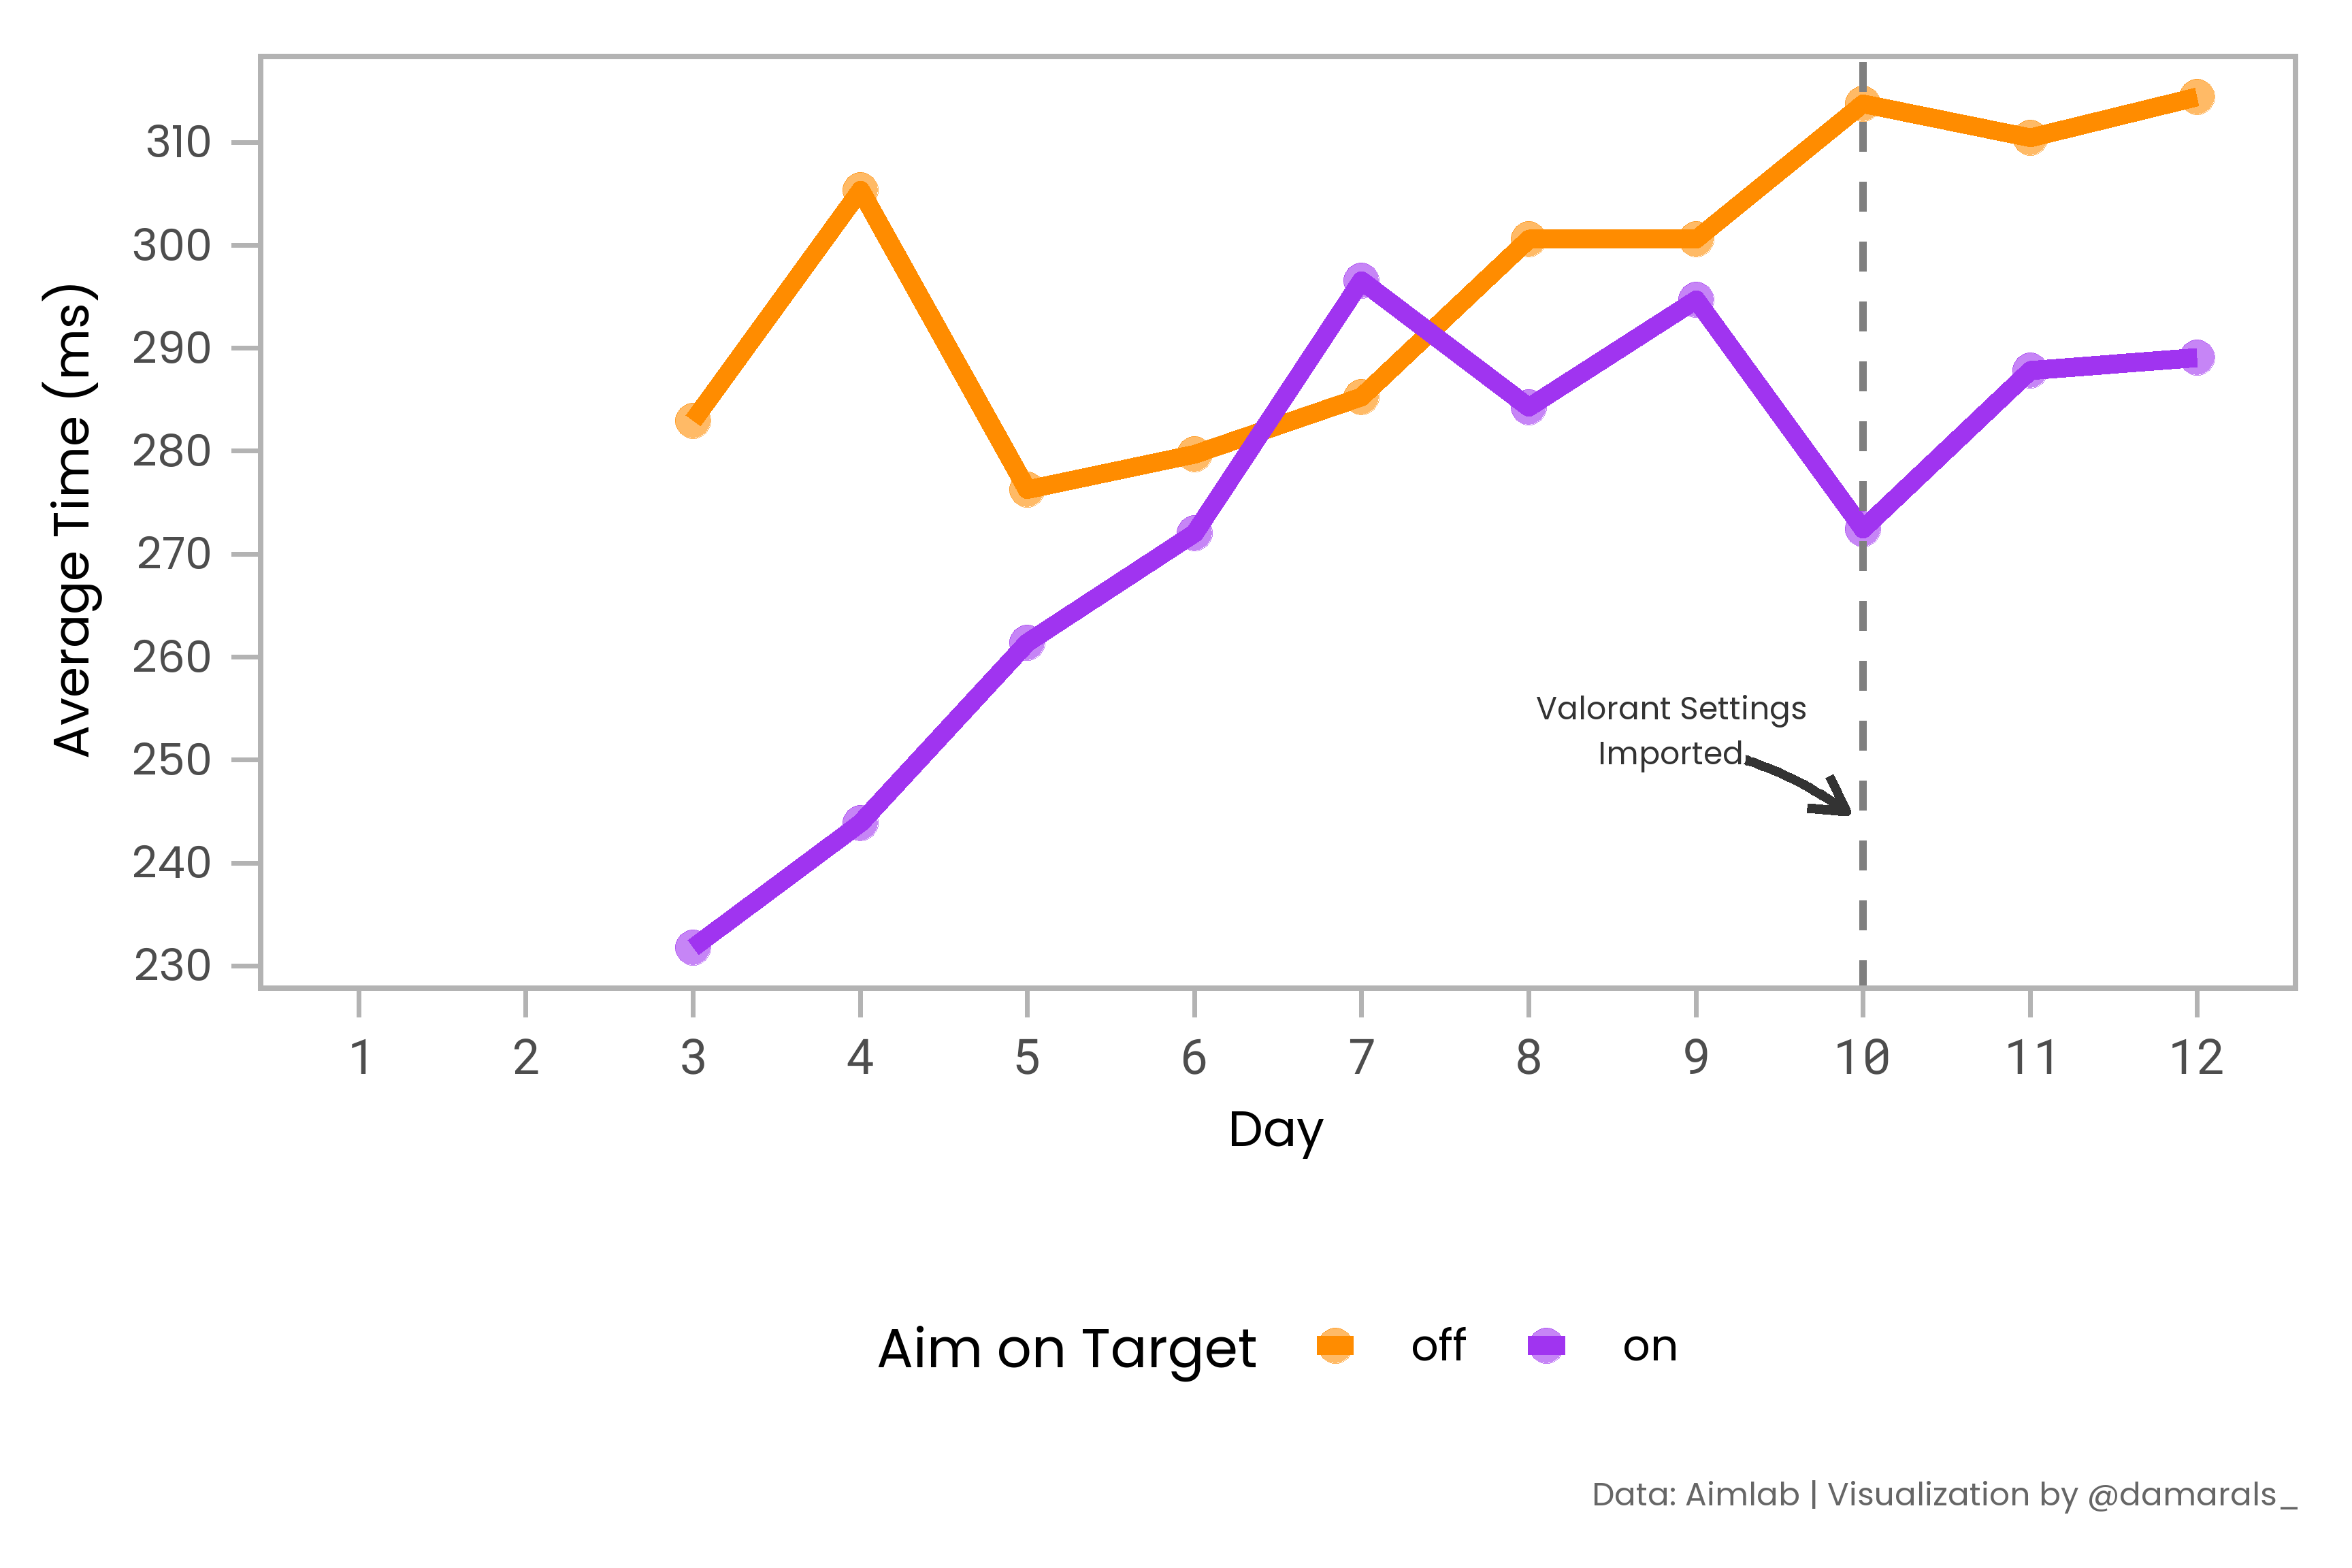 310
300
290
280
270
260
250
240
230
Average Time (ms)
Valorant Settings
Imported
1 2 3 4 5 6 7 8 9 10 11 12
Day
Aim on Target off on
Data: Aimlab | Visualization by @damarals_